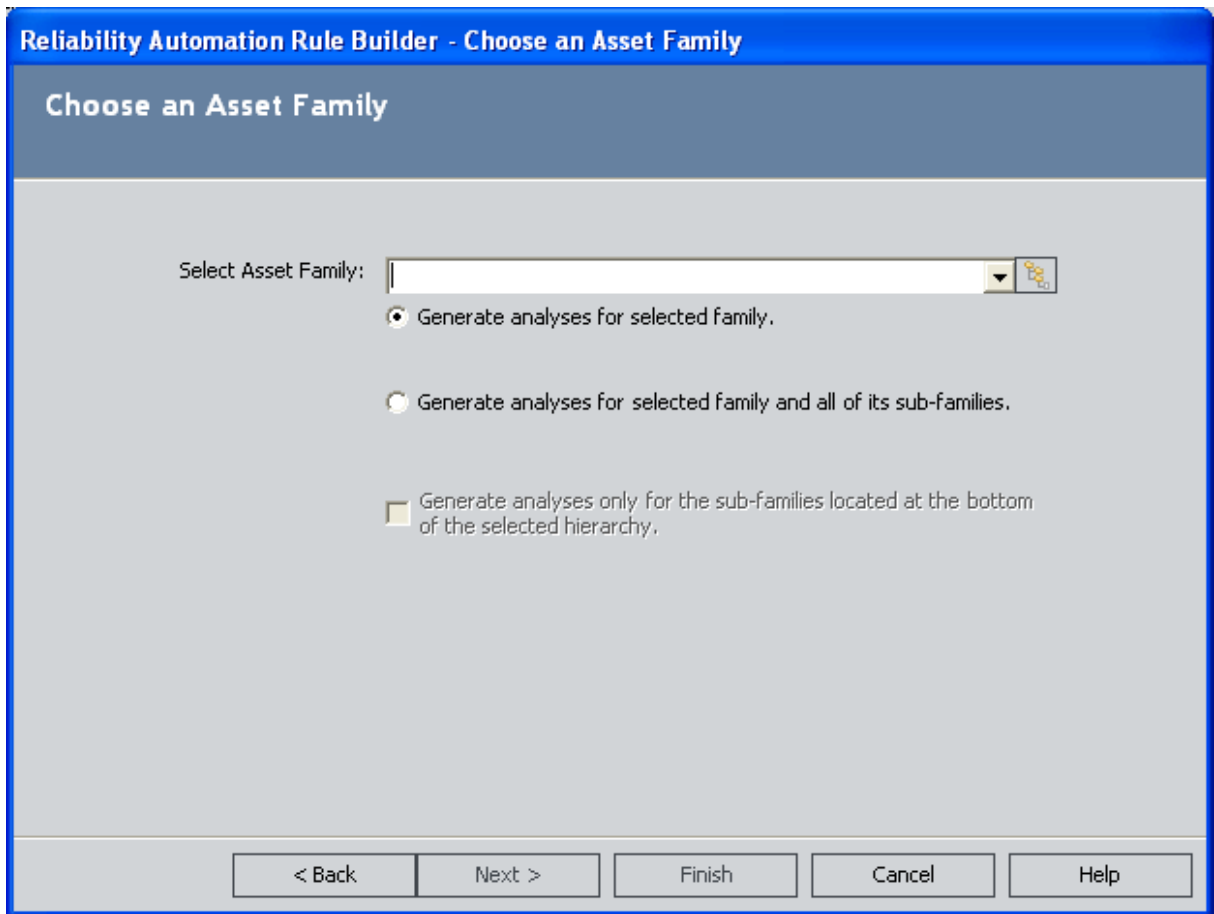 Reliability Automation Rule Builder - Choose an Asset Family
Choose an Asset Family
Select Asset Family:
Generate analyses for selected family.
Generate analyses for selected family and all of its sub-families.
Generate analyses only for the sub-families located at the bottom
of the selected hierarchy.
< Back
Next >
Finish
Cancel
Help